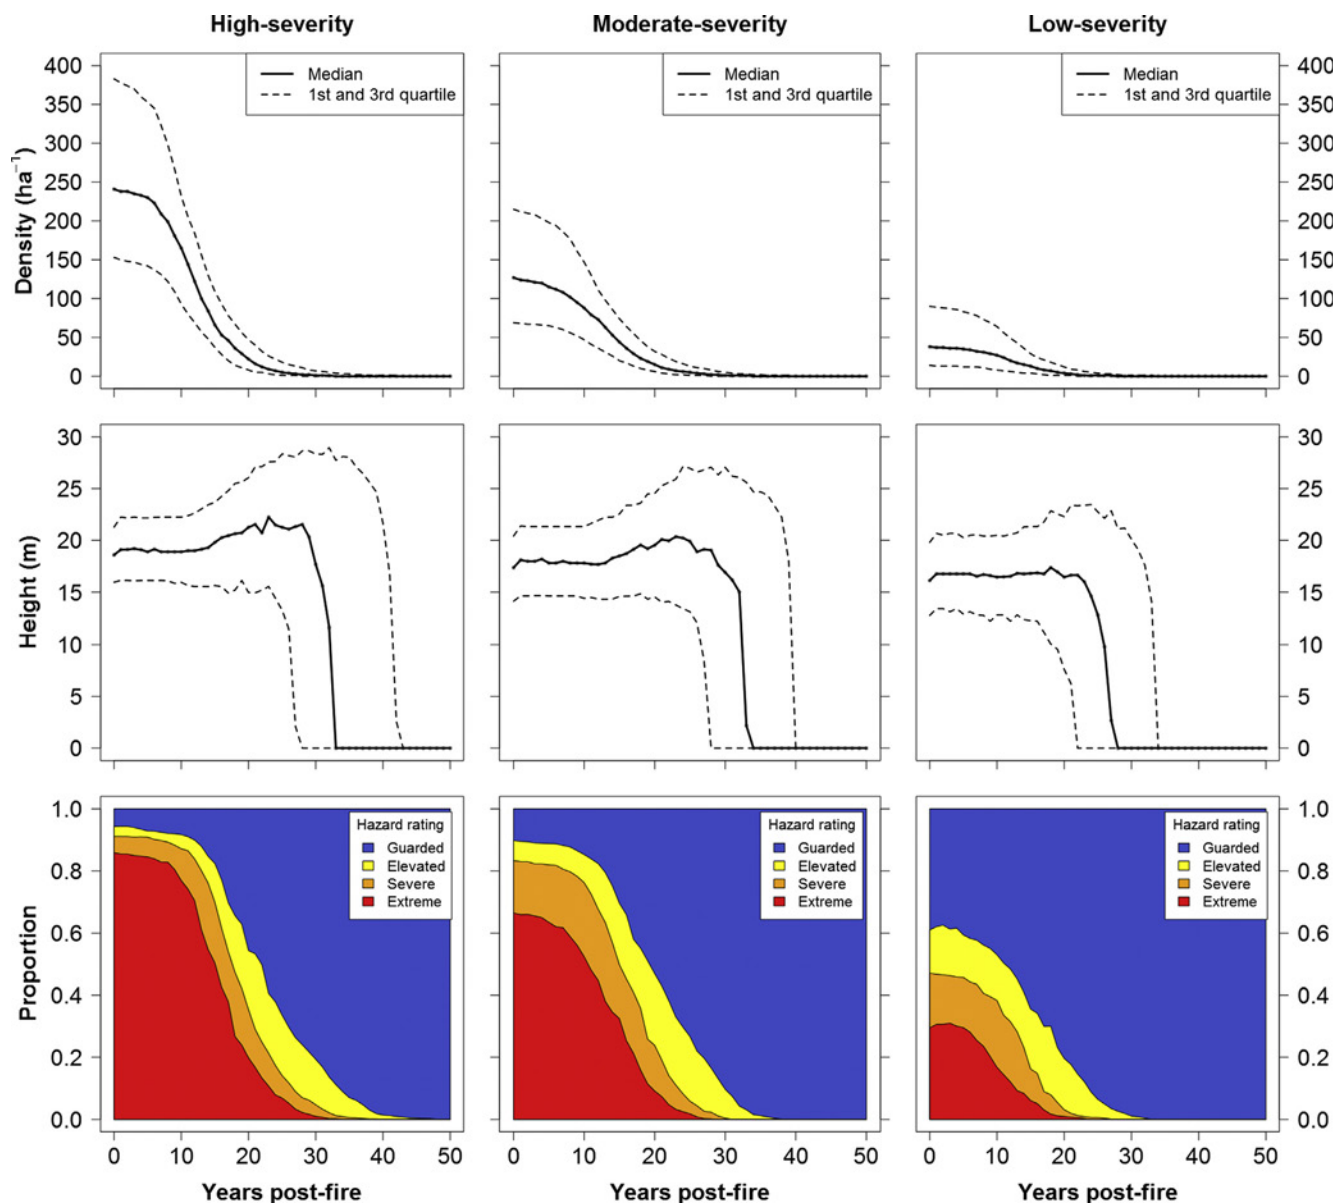 High-severity
Moderate-severity
Low-severity
Density (ha⁻¹)
400
350
300
250
200
150
100
50
0
Median
1st and 3rd quartile
Median
1st and 3rd quartile
Median
1st and 3rd quartile
400
350
300
250
200
150
100
50
0
Height (m)
30
25
20
15
10
5
0
30
25
20
15
10
5
0
Proportion
1.0
0.8
0.6
0.4
0.2
0.0
Hazard rating
Guarded
Elevated
Severe
Extreme
Hazard rating
Guarded
Elevated
Severe
Extreme
Hazard rating
Guarded
Elevated
Severe
Extreme
1.0
0.8
0.6
0.4
0.2
0.0
0 10 20 30 40 50
0 10 20 30 40 50
0 10 20 30 40 50
Years post-fire
Years post-fire
Years post-fire